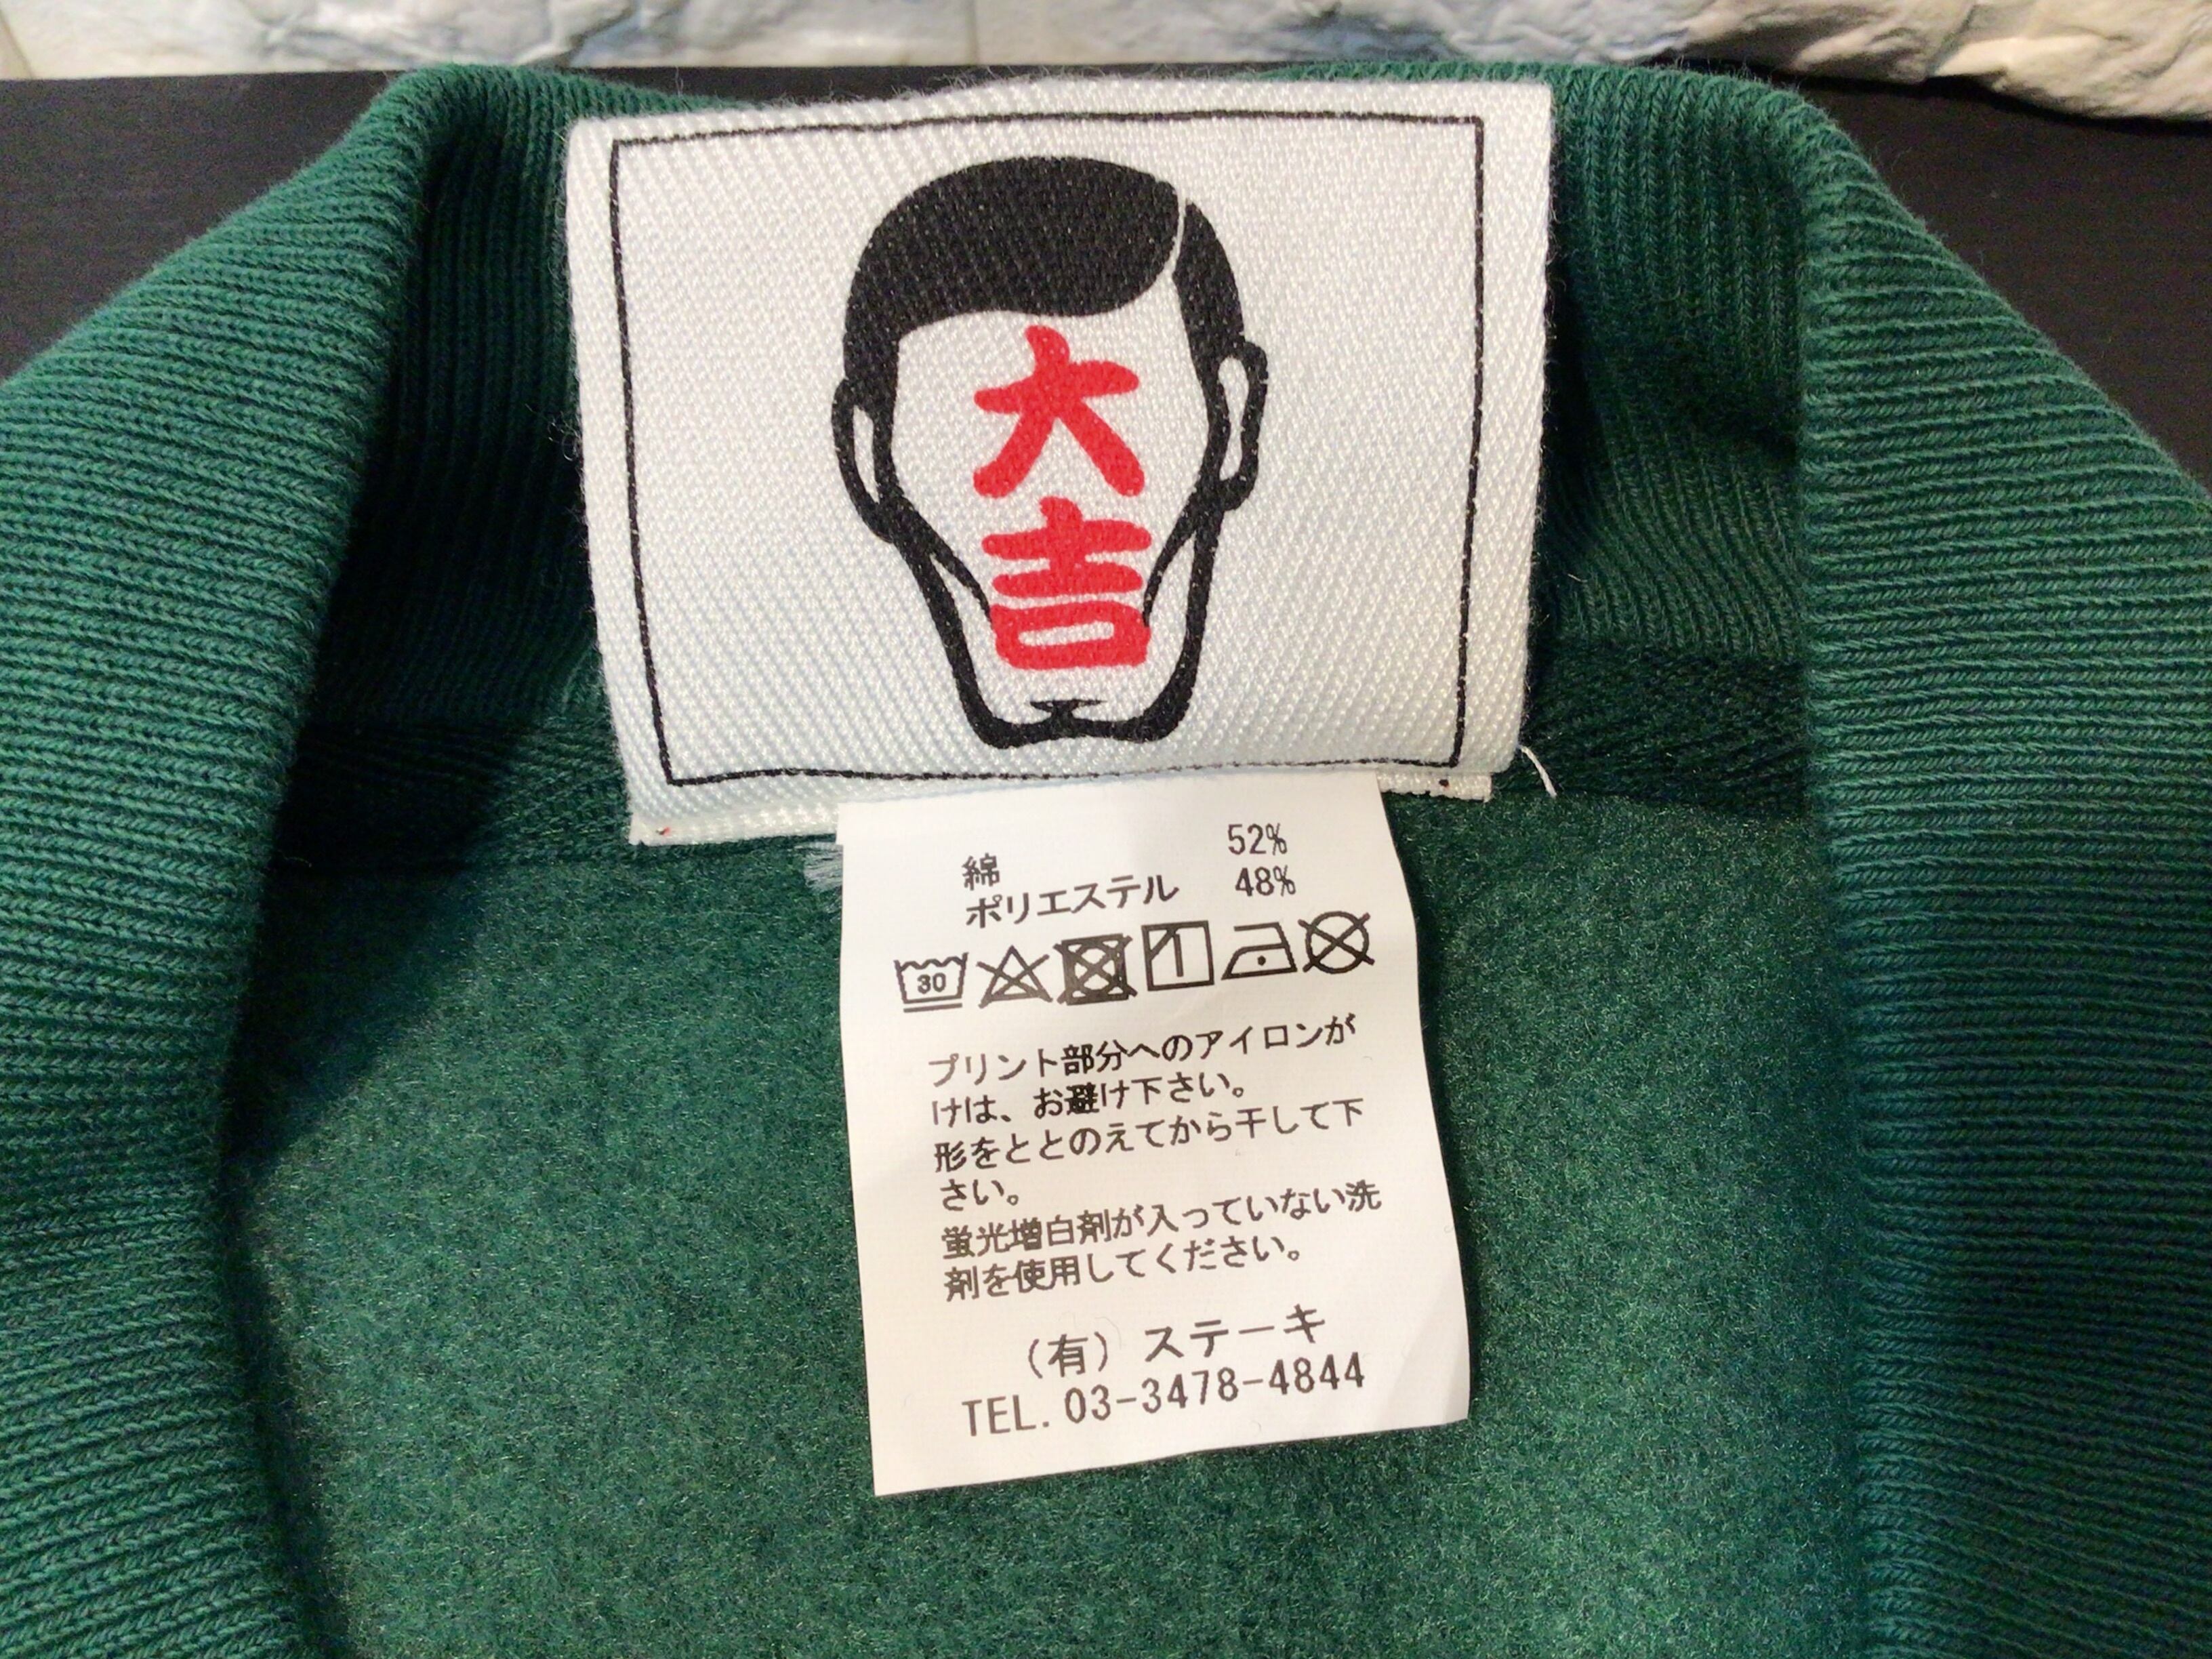 大
吉
綿 52%
ポリエステル 48%
30
プリント部分へのアイロンが
けは、お避け下さい。
形をととのえてから干して下
さい。
蛍光増白剤が入っていない洗
剤を使用してください。
(有) ステーキ
TEL. 03-3478-4844